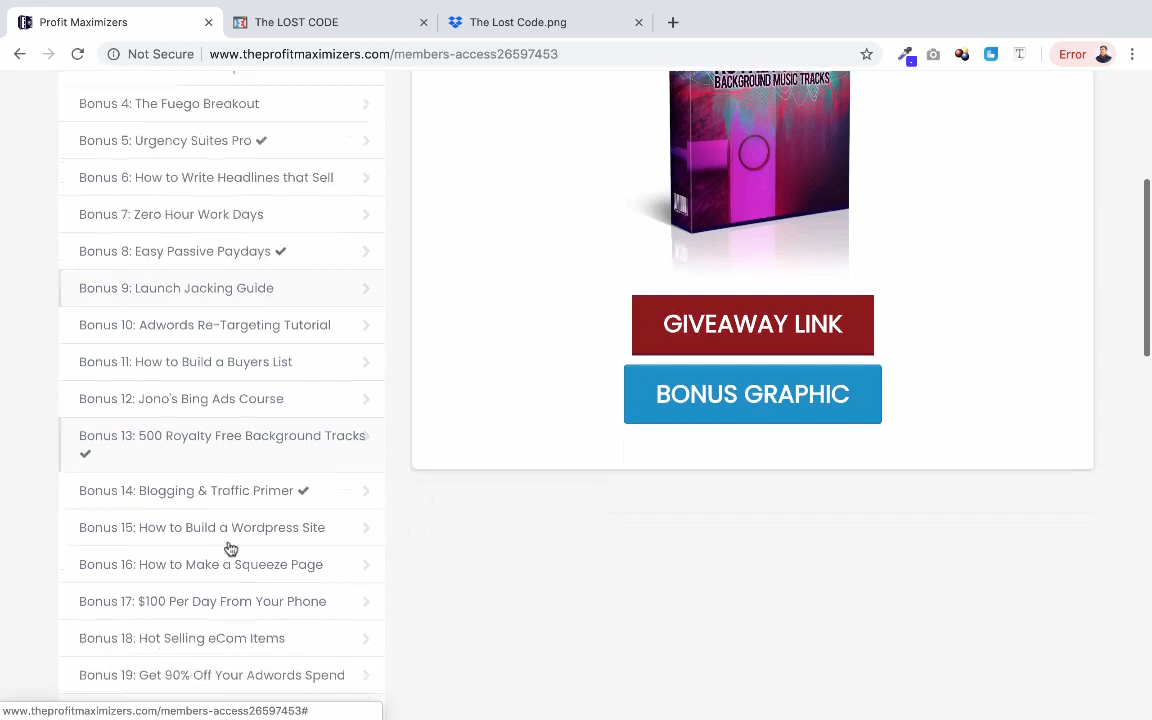 Profit Maximizers
The LOST CODE
The Lost Code.png
Not Secure
www.theprofitmaximizers.com/members-access26597453
Error
Bonus 4: The Fuego Breakout
Bonus 5: Urgency Suites Pro ✔
Bonus 6: How to Write Headlines that Sell
Bonus 7: Zero Hour Work Days
Bonus 8: Easy Passive Paydays ✔
Bonus 9: Launch Jacking Guide
Bonus 10: Adwords Re-Targeting Tutorial
Bonus 11: How to Build a Buyers List
Bonus 12: Jono's Bing Ads Course
Bonus 13: 500 Royalty Free Background Tracks
✔
Bonus 14: Blogging & Traffic Primer ✔
Bonus 15: How to Build a Wordpress Site
Bonus 16: How to Make a Squeeze Page
Bonus 17: $100 Per Day From Your Phone
Bonus 18: Hot Selling eCom Items
Bonus 19: Get 90% Off Your Adwords Spend
BACKGROUND MUSIC TRACKS
GIVEAWAY LINK
BONUS GRAPHIC
www.theprofitmaximizers.com/members-access26597453#